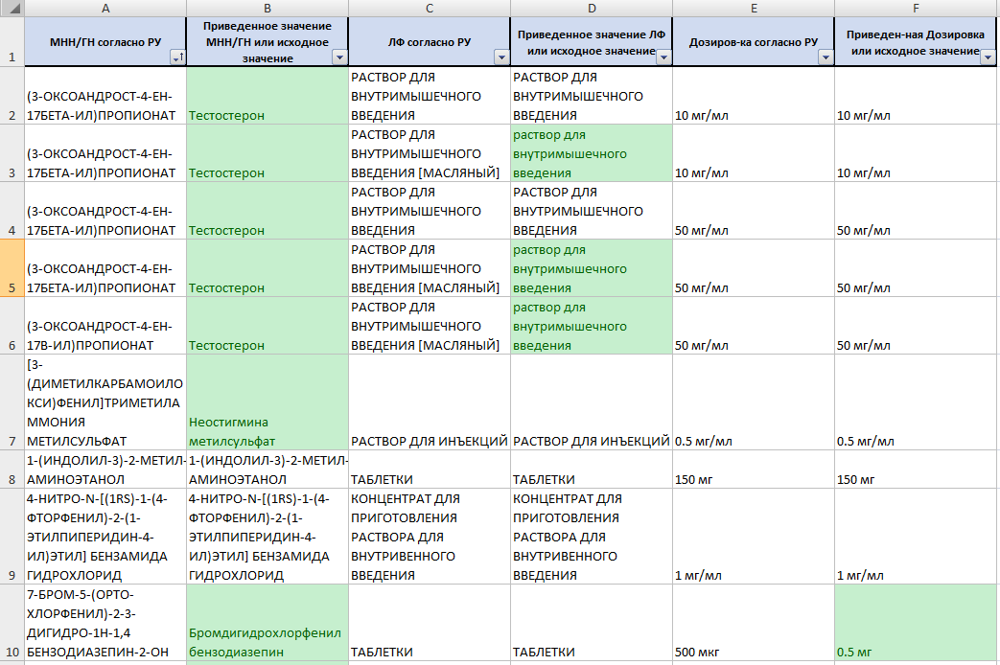 A B C D E F
1
МНН/ГН согласно РУ
Приведенное значение
МНН/ГН или исходное
значение
ЛФ согласно РУ
Приведенное значение ЛФ
или исходное значение
Дозиров-ка согласно РУ
Приведен-ная Дозировка
или исходное значение
2
(3-ОКСОАНДРОСТ-4-ЕН-
17БЕТА-ИЛ)ПРОПИОНАТ
Тестостерон
РАСТВОР ДЛЯ
ВНУТРИМЫШЕЧНОГО
ВВЕДЕНИЯ
РАСТВОР ДЛЯ
ВНУТРИМЫШЕЧНОГО
ВВЕДЕНИЯ
10 мг/мл
10 мг/мл
3
(3-ОКСОАНДРОСТ-4-ЕН-
17БЕТА-ИЛ)ПРОПИОНАТ
Тестостерон
РАСТВОР ДЛЯ
ВНУТРИМЫШЕЧНОГО
ВВЕДЕНИЯ [МАСЛЯНЫЙ]
раствор для
внутримышечного
введения
10 мг/мл
10 мг/мл
4
(3-ОКСОАНДРОСТ-4-ЕН-
17БЕТА-ИЛ)ПРОПИОНАТ
Тестостерон
РАСТВОР ДЛЯ
ВНУТРИМЫШЕЧНОГО
ВВЕДЕНИЯ
РАСТВОР ДЛЯ
ВНУТРИМЫШЕЧНОГО
ВВЕДЕНИЯ
50 мг/мл
50 мг/мл
5
(3-ОКСОАНДРОСТ-4-ЕН-
17БЕТА-ИЛ)ПРОПИОНАТ
Тестостерон
РАСТВОР ДЛЯ
ВНУТРИМЫШЕЧНОГО
ВВЕДЕНИЯ [МАСЛЯНЫЙ]
раствор для
внутримышечного
введения
50 мг/мл
50 мг/мл
6
(3-ОКСОАНДРОСТ-4-ЕН-
17В-ИЛ)ПРОПИОНАТ
Тестостерон
РАСТВОР ДЛЯ
ВНУТРИМЫШЕЧНОГО
ВВЕДЕНИЯ [МАСЛЯНЫЙ]
раствор для
внутримышечного
введения
50 мг/мл
50 мг/мл
7
[3-
(ДИМЕТИЛКАРБАМОИЛО
КСИ)ФЕНИЛ]ТРИМЕТИЛА
ММОНИЯ
МЕТИЛСУЛЬФАТ
Неостигмина
метилсульфат
РАСТВОР ДЛЯ ИНЪЕКЦИЙ
РАСТВОР ДЛЯ ИНЪЕКЦИЙ
0.5 мг/мл
0.5 мг/мл
8
1-(ИНДОЛИЛ-3)-2-МЕТИЛ-
АМИНОЭТАНОЛ
1-(ИНДОЛИЛ-3)-2-МЕТИЛ-
АМИНОЭТАНОЛ
ТАБЛЕТКИ
ТАБЛЕТКИ
150 мг
150 мг
9
4-НИТРО-N-[(1RS)-1-(4-
ФТОРФЕНИЛ)-2-(1-
ЭТИЛПИПЕРИДИН-4-
ИЛ)ЭТИЛ] БЕНЗАМИДА
ГИДРОХЛОРИД
4-НИТРО-N-[(1RS)-1-(4-
ФТОРФЕНИЛ)-2-(1-
ЭТИЛПИПЕРИДИН-4-
ИЛ)ЭТИЛ] БЕНЗАМИДА
ГИДРОХЛОРИД
КОНЦЕНТРАТ ДЛЯ
ПРИГОТОВЛЕНИЯ
РАСТВОРА ДЛЯ
ВНУТРИВЕННОГО
ВВЕДЕНИЯ
КОНЦЕНТРАТ ДЛЯ
ПРИГОТОВЛЕНИЯ
РАСТВОРА ДЛЯ
ВНУТРИВЕННОГО
ВВЕДЕНИЯ
1 мг/мл
1 мг/мл
10
7-БРОМ-5-(ОРТО-
ХЛОРФЕНИЛ)-2-3-
ДИГИДРО-1Н-1,4
БЕНЗОДИАЗЕПИН-2-ОН
Бромдигидрохлорфенил
бензодиазепин
ТАБЛЕТКИ
ТАБЛЕТКИ
500 мкг
0.5 мг